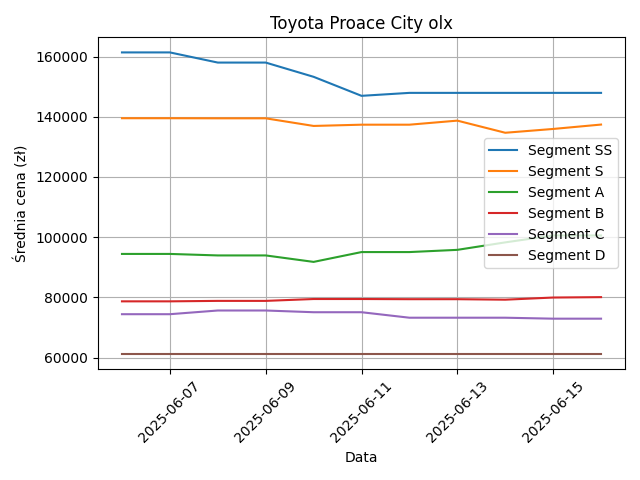 Toyota Proace City olx
Średnia cena (zł)
160000
140000
120000
100000
80000
60000
Segment SS
Segment S
Segment A
Segment B
Segment C
Segment D
2025-06-07
2025-06-09
2025-06-11
2025-06-13
2025-06-15
Data